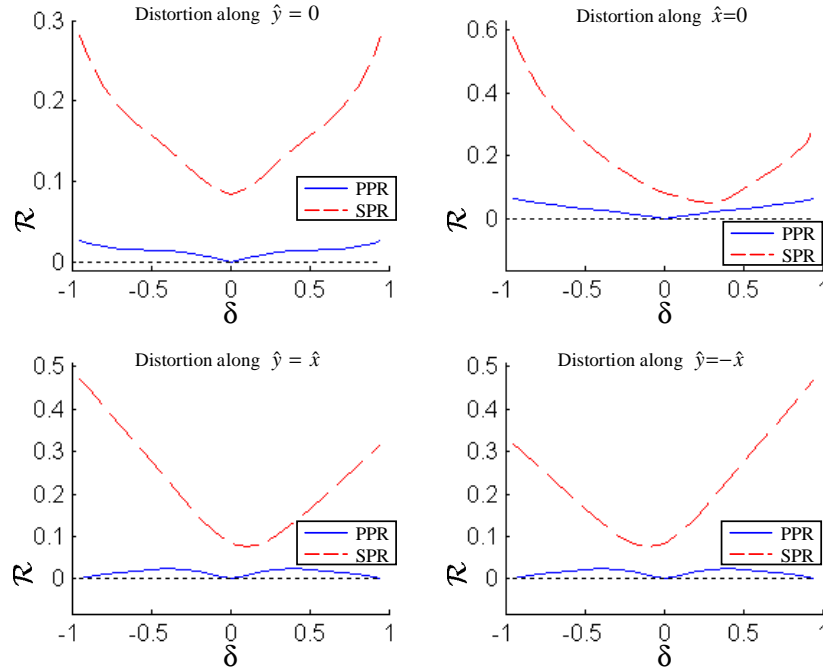 Distortion along ŷ = 0
0.3
0.2
0.1
0
ℛ
PPR
SPR
-1 -0.5 0 0.5 1
δ
Distortion along x̂=0
0.6
0.4
0.2
0
ℛ
PPR
SPR
-1 -0.5 0 0.5 1
δ
Distortion along ŷ = x̂
0.5
0.4
0.3
0.2
0.1
0
ℛ
PPR
SPR
-1 -0.5 0 0.5 1
δ
Distortion along ŷ=−x̂
0.5
0.4
0.3
0.2
0.1
0
ℛ
PPR
SPR
-1 -0.5 0 0.5 1
δ